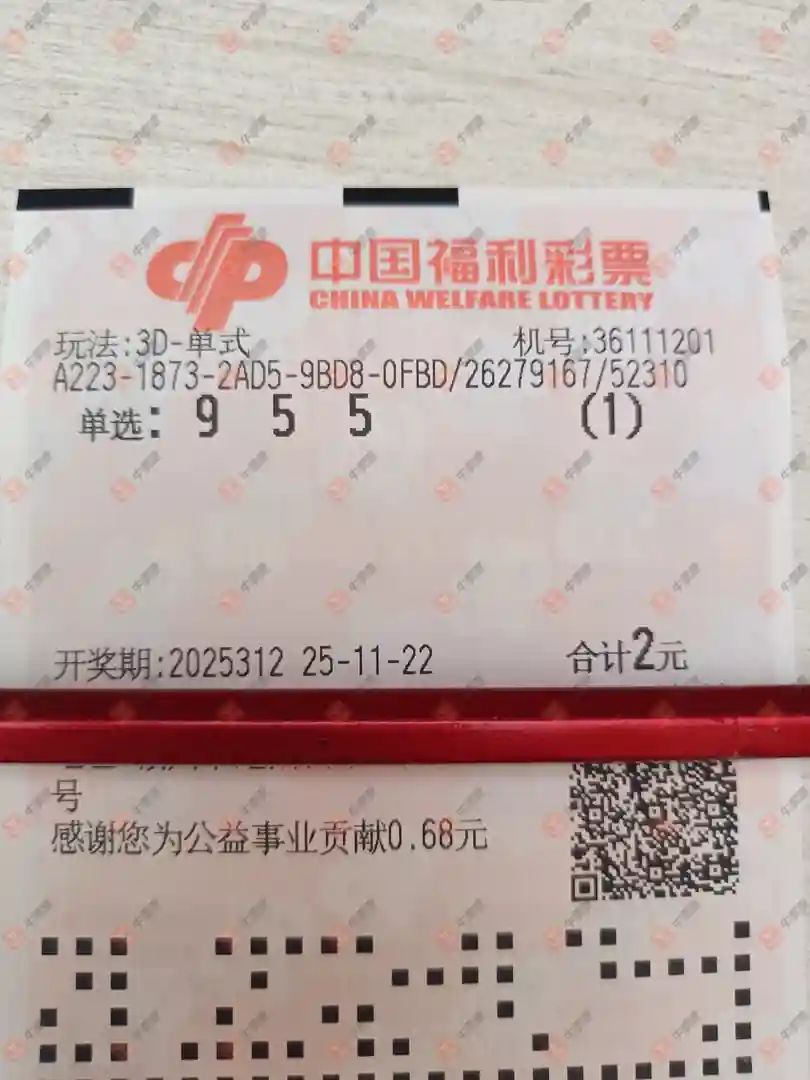 中国福利彩票
CHINA WELFARE LOTTERY
玩法:3D-单式 机号:36111201
A223-1873-2AD5-9BD8-0FBD/26279167/52310
单选: 9 5 5 (1)
开奖期:2025312 25-11-22 合计2元
号
感谢您为公益事业贡献0.68元